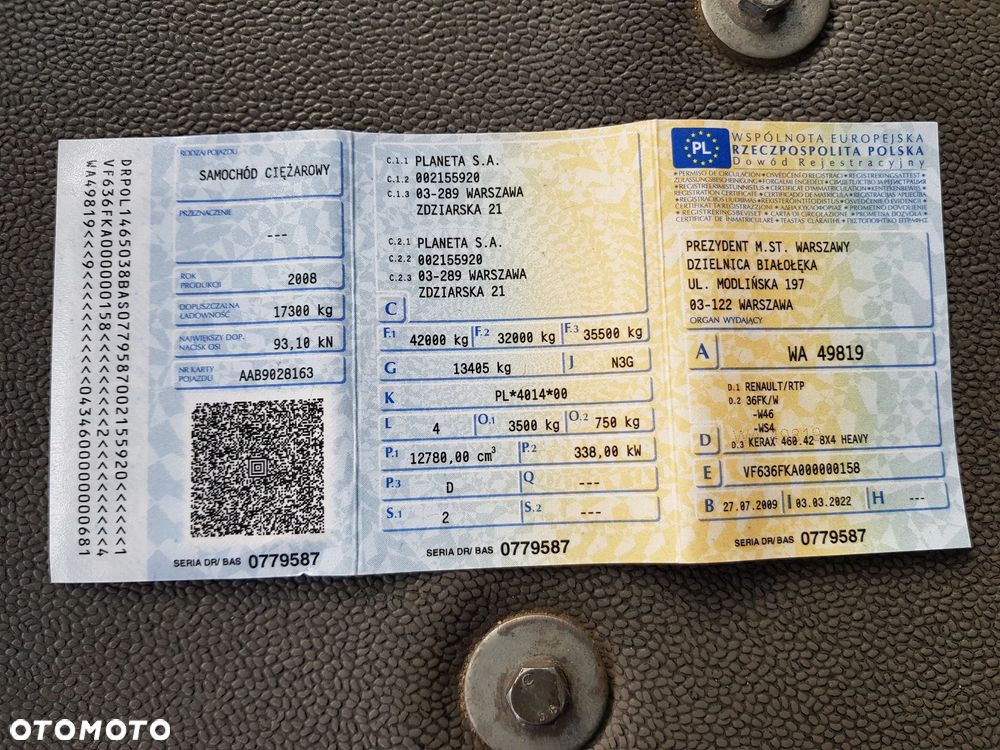 DRPOL1465038BAS0779587002155920<<<<<1
VF636FKA000000158<<<<<<<2<<<<<<<<4
WA49819<<9<<<<<<<<<<<0434600000000681
RODZAJ POJAZDU
SAMOCHÓD CIĘŻAROWY
PRZEZNACZENIE
---
ROK PRODUKCJI
2008
DOPUSZCZALNA ŁADOWNOŚĆ
17300 kg
NAJWIĘKSZY DOP. NACISK OSI
93,10 kN
NR KARTY POJAZDU
AAB9028163
SERIA DR/ BAS 0779587
C.1.1 PLANETA S.A.
C.1.2 002155920
C.1.3 03-289 WARSZAWA
ZDZIARSKA 21
C.2.1 PLANETA S.A.
C.2.2 002155920
C.2.3 03-289 WARSZAWA
ZDZIARSKA 21
C
F.1 42000 kg F.2 32000 kg F.3 35500 kg
G 13405 kg J N3G
K PL*4014*00
L 4 O.1 3500 kg O.2 750 kg
P.1 12780,00 cm³ P.2 338,00 kW
P.3 D Q ---
S.1 2 S.2 ---
SERIA DR/ BAS 0779587
PL
WSPÓLNOTA EUROPEJSKA
RZECZPOSPOLITA POLSKA
Dowód Rejestracyjny
PREZYDENT M.ST. WARSZAWY
DZIELNICA BIAŁOŁĘKA
UL. MODLIŃSKA 197
03-122 WARSZAWA
ORGAN WYDAJĄCY
A WA 49819
D.1 RENAULT/RTP
D.2 36FK/W
-W46
-WS4
D D.3 KERAX 460.42 8X4 HEAVY
E VF636FKA000000158
B 27.07.2009 I 03.03.2022 H ---
SERIA DR/ BAS 0779587
OTOMOTO